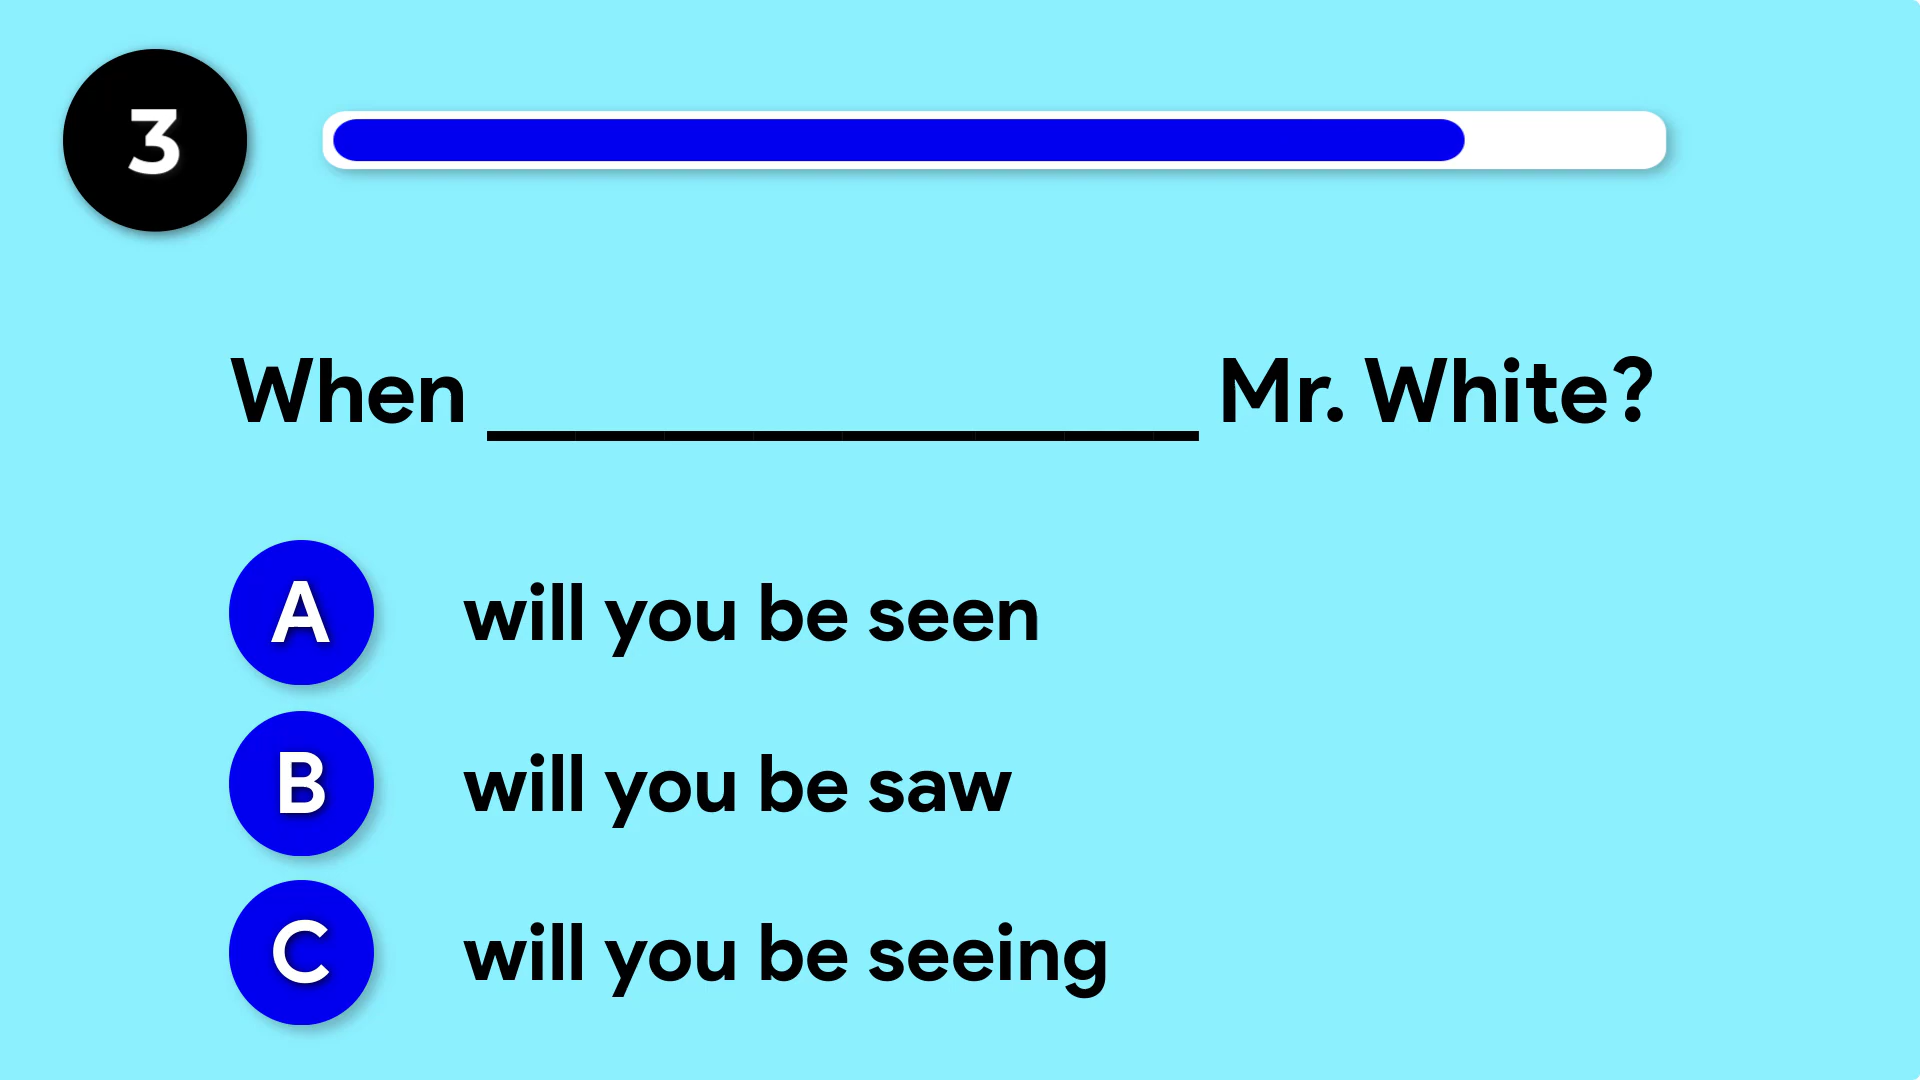 3
When ________________ Mr. White?
A will you be seen
B will you be saw
C will you be seeing